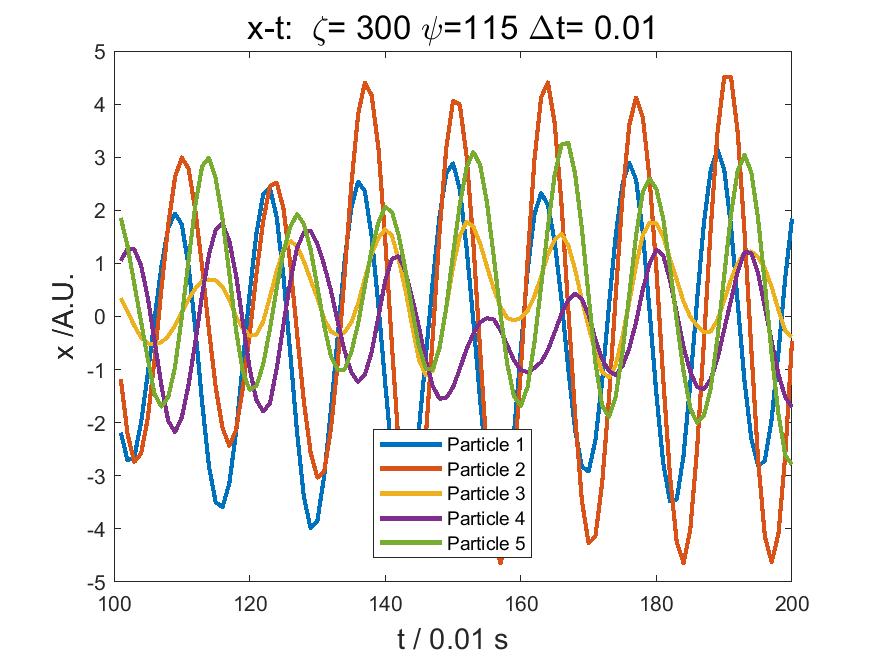 x-t: ζ= 300 ψ=115 Δt= 0.01
5
4
3
2
1
0
-1
-2
-3
-4
-5
x /A.U.
Particle 1
Particle 2
Particle 3
Particle 4
Particle 5
100 120 140 160 180 200
t / 0.01 s